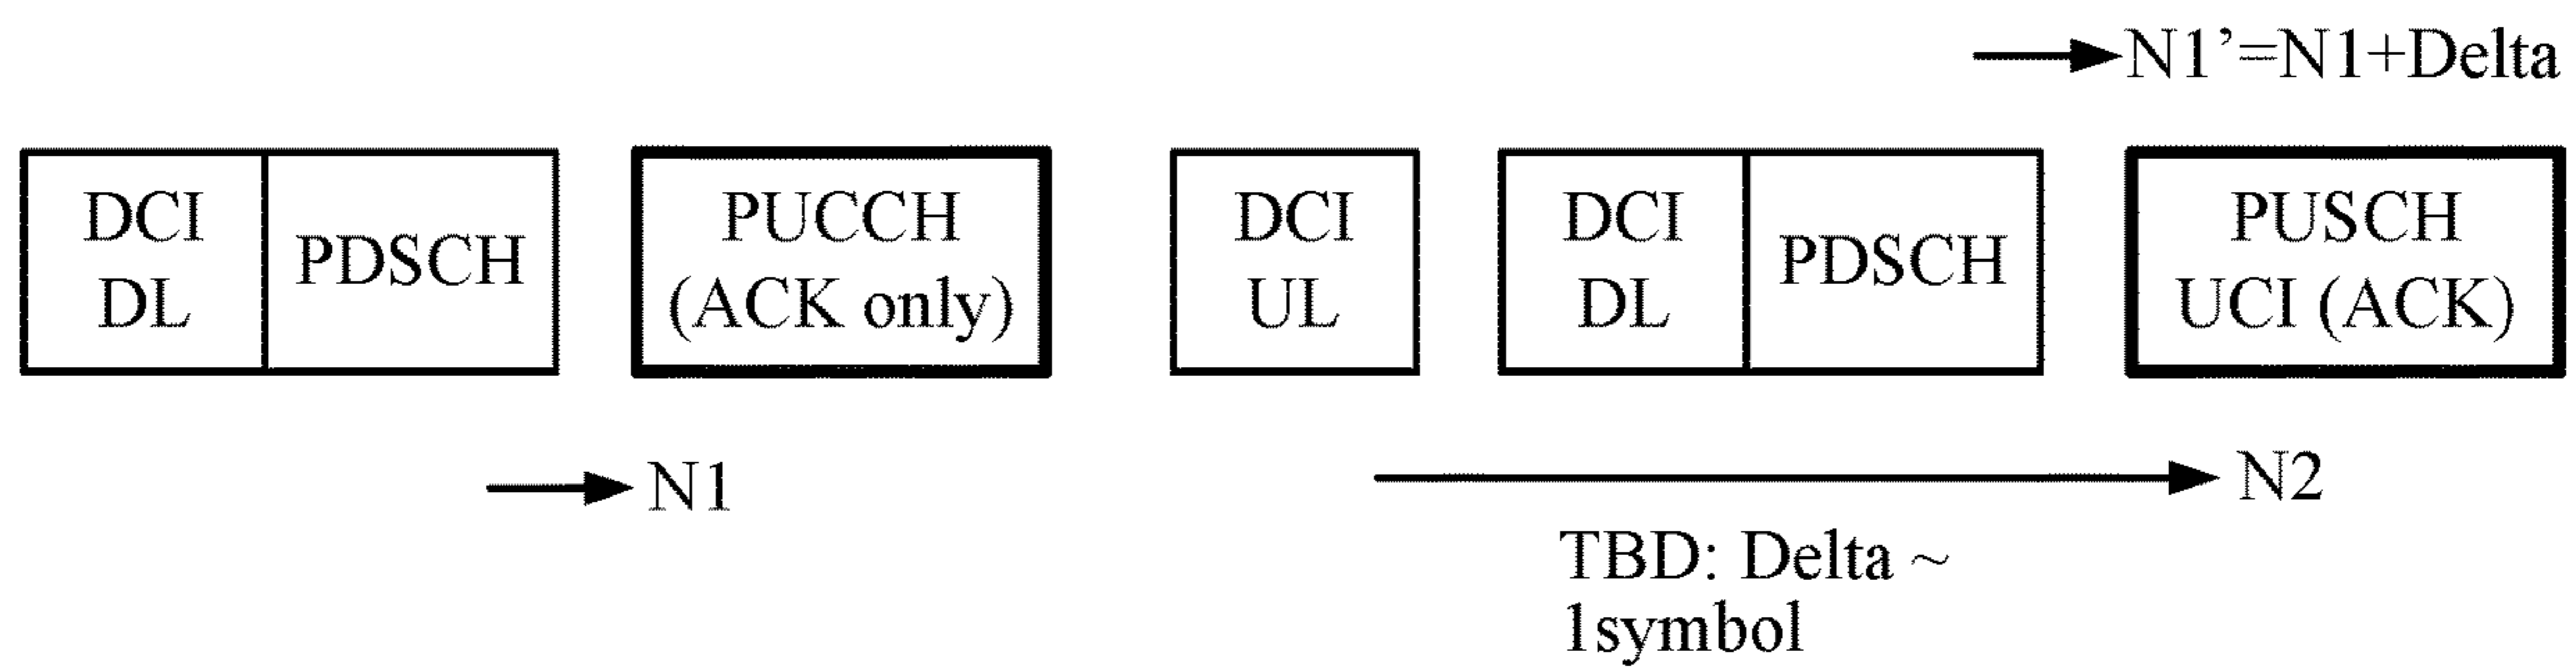 N1’=N1+Delta
DCI
DL
PDSCH
PUCCH
(ACK only)
DCI
UL
DCI
DL
PDSCH
PUSCH
UCI (ACK)
N1
N2
TBD: Delta ~
1symbol